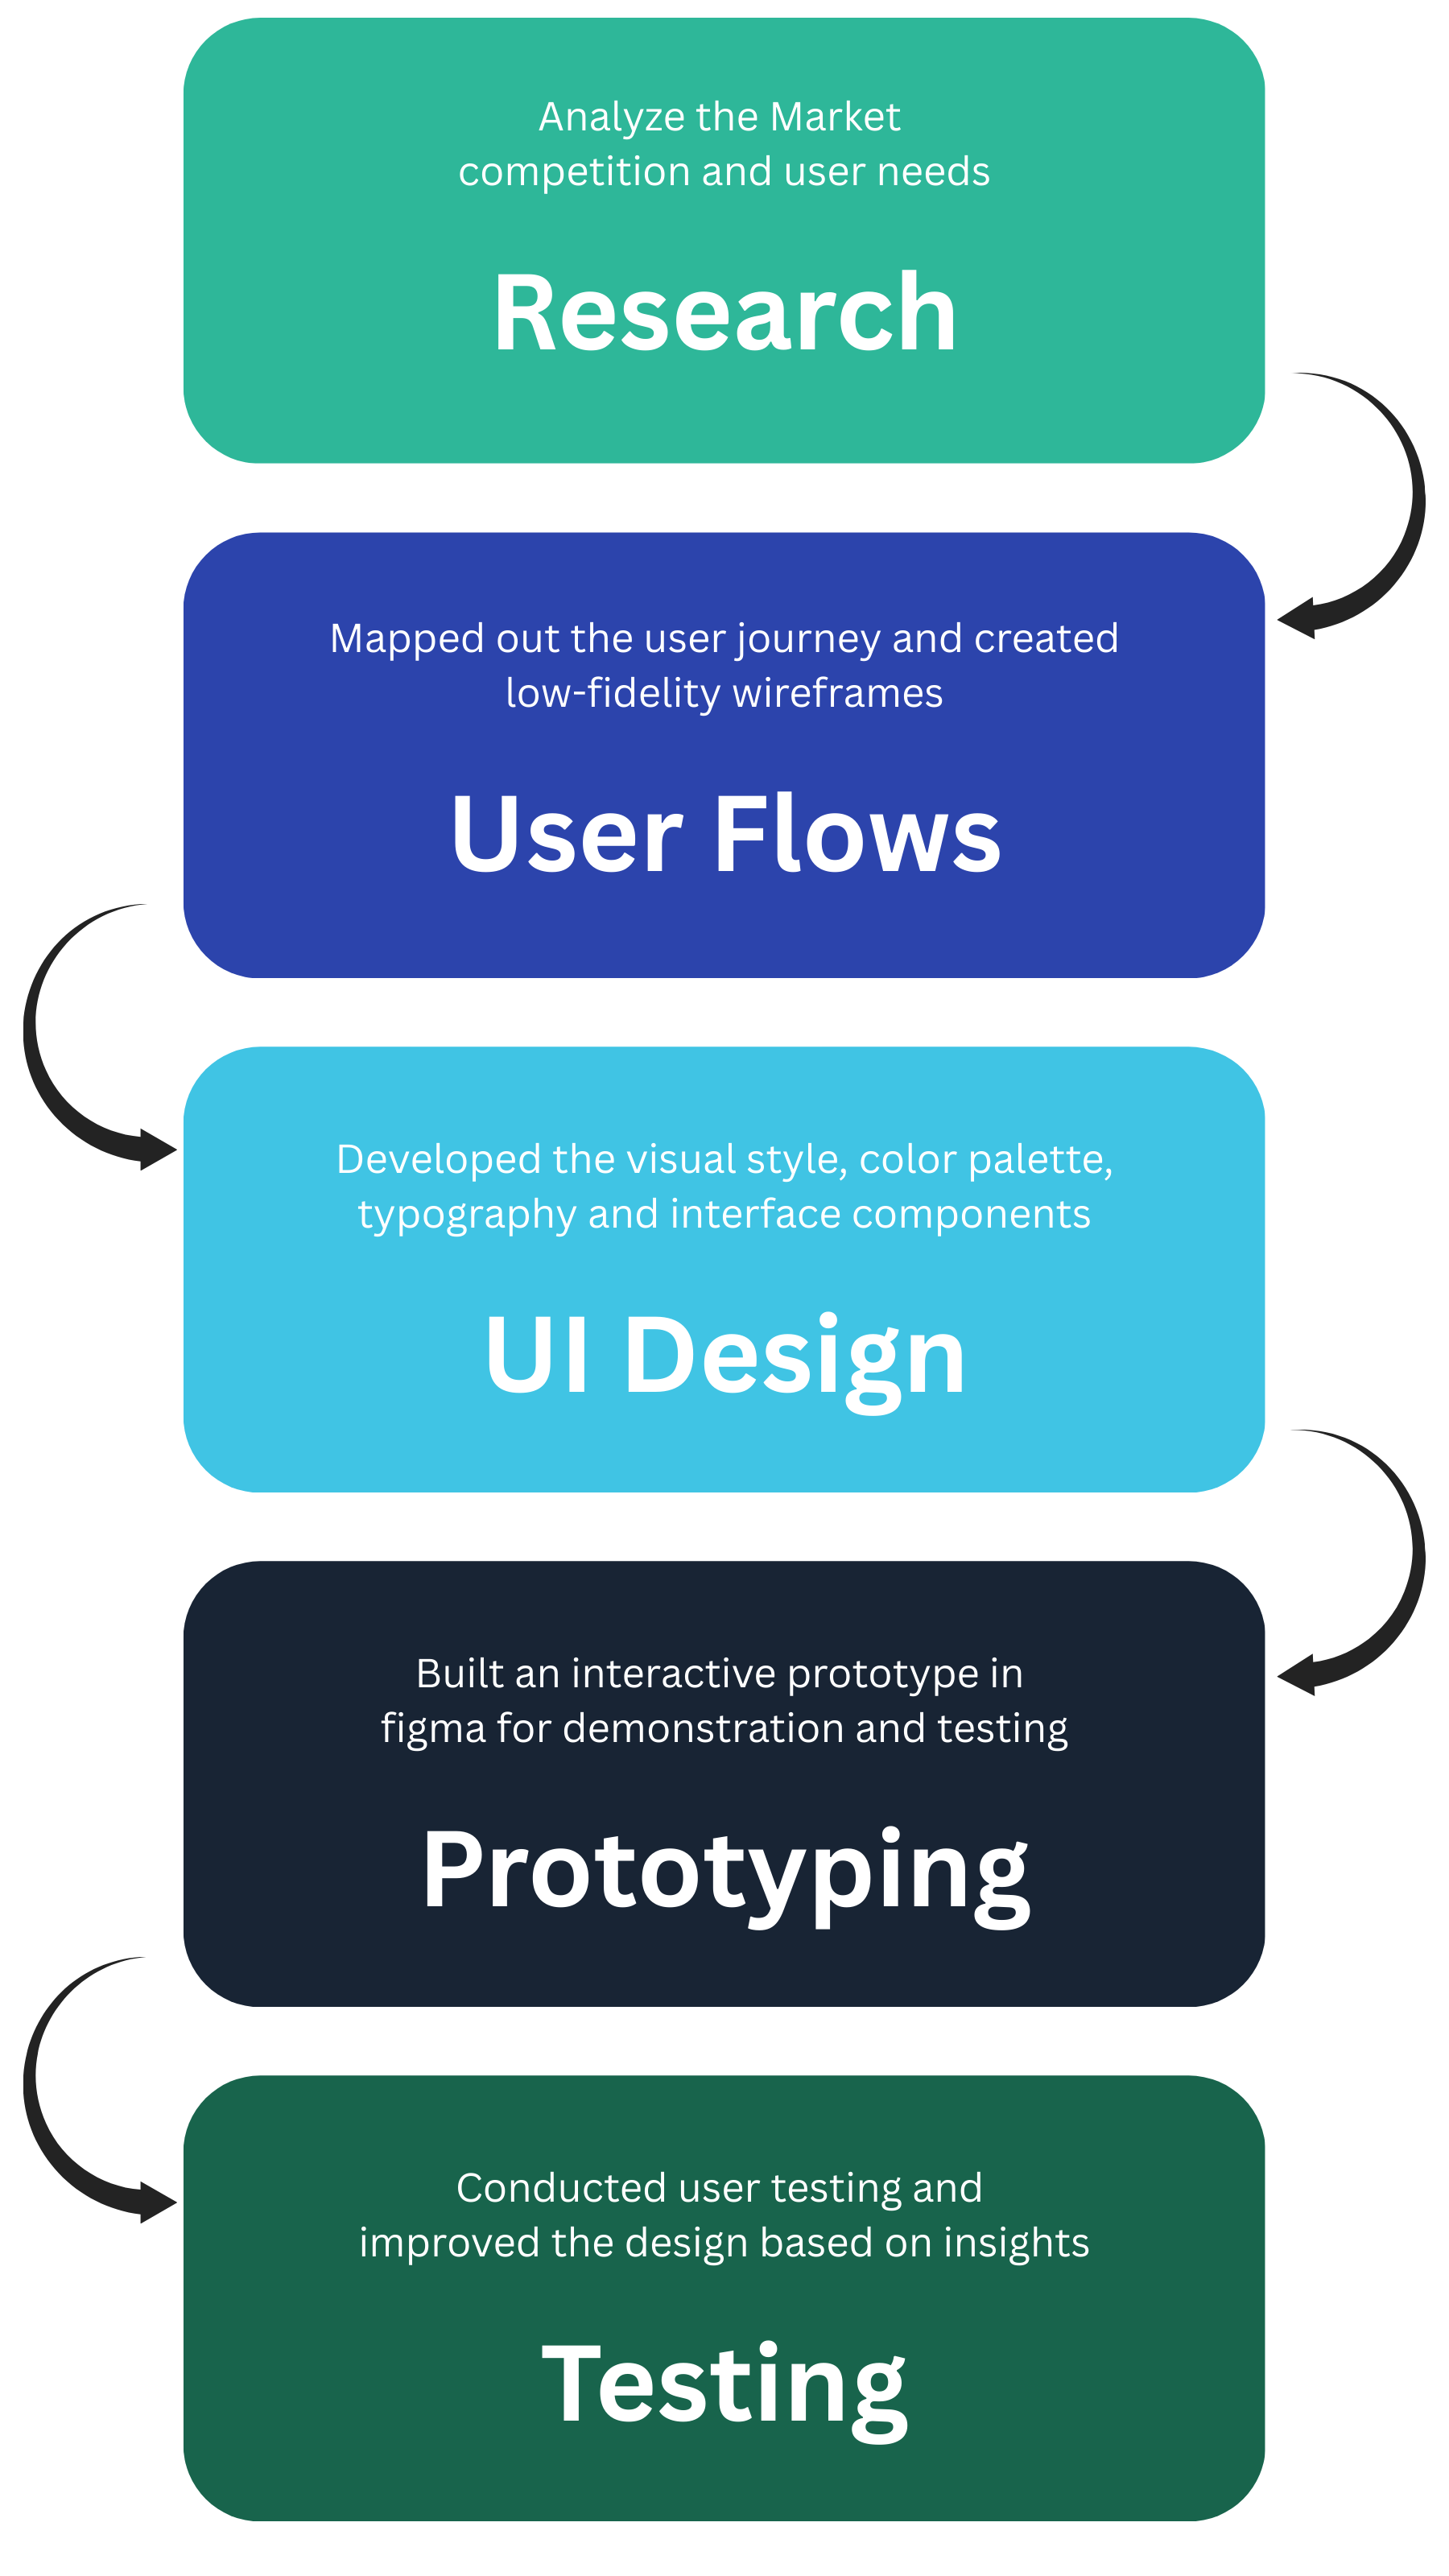 Analyze the Market
competition and user needs
Research
Mapped out the user journey and created
low-fidelity wireframes
User Flows
Developed the visual style, color palette,
typography and interface components
UI Design
Built an interactive prototype in
figma for demonstration and testing
Prototyping
Conducted user testing and
improved the design based on insights
Testing